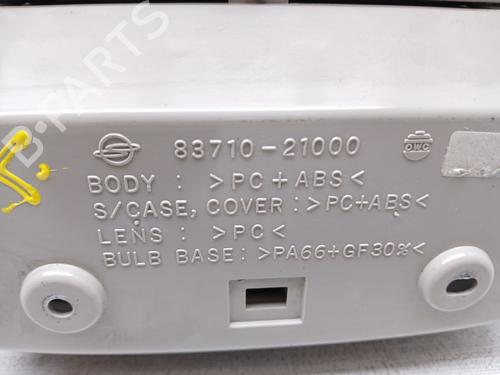 83710-21000 OWC
BODY : >PC+ABS<
S/CASE, COVER : >PC+ABS<
LENS : >PC<
BULB BASE : >PA66+GF30%<
B-PARTS